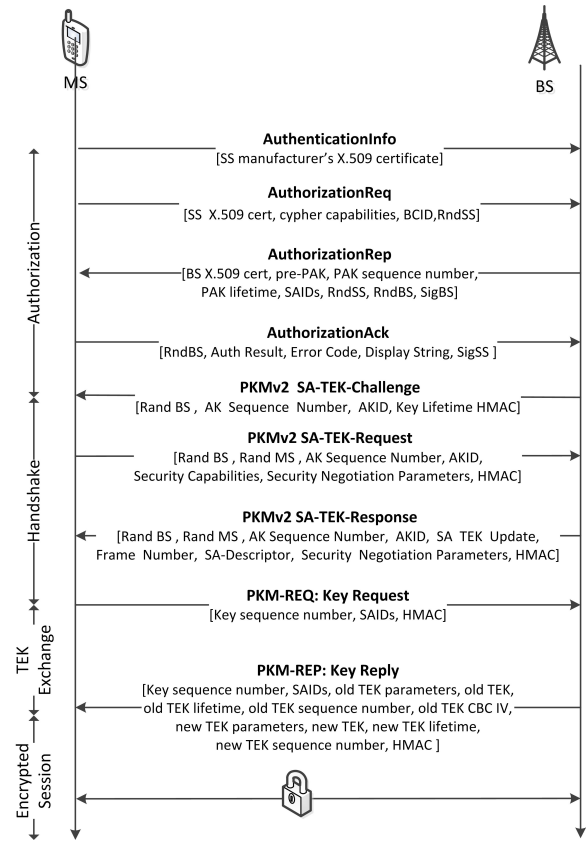 MS
BS
AuthenticationInfo
[SS manufacturer's X.509 certificate]
AuthorizationReq
[SS X.509 cert, cypher capabilities, BCID,RndSS]
AuthorizationRep
[BS X.509 cert, pre-PAK, PAK sequence number,
PAK lifetime, SAIDs, RndSS, RndBS, SigBS]
AuthorizationAck
[RndBS, Auth Result, Error Code, Display String, SigSS ]
Authorization
PKMv2 SA-TEK-Challenge
[Rand BS , AK Sequence Number, AKID, Key Lifetime HMAC]
PKMv2 SA-TEK-Request
[Rand BS , Rand MS , AK Sequence Number, AKID,
Security Capabilities, Security Negotiation Parameters, HMAC]
PKMv2 SA-TEK-Response
[Rand BS , Rand MS , AK Sequence Number, AKID, SA TEK Update,
Frame Number, SA-Descriptor, Security Negotiation Parameters, HMAC]
Handshake
PKM-REQ: Key Request
[Key sequence number, SAIDs, HMAC]
PKM-REP: Key Reply
[Key sequence number, SAIDs, old TEK parameters, old TEK,
old TEK lifetime, old TEK sequence number, old TEK CBC IV,
new TEK parameters, new TEK, new TEK lifetime,
new TEK sequence number, HMAC ]
TEK
Exchange
Encrypted
Session